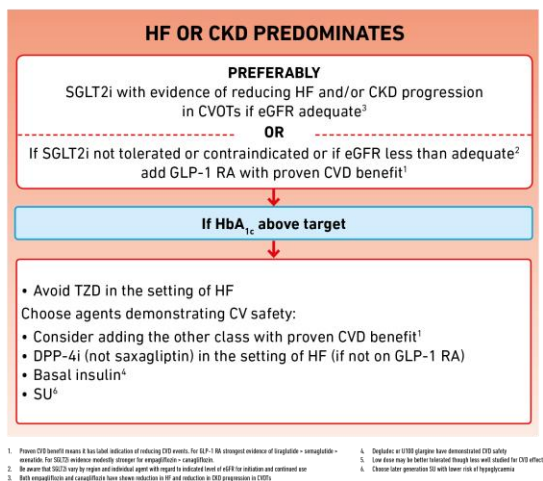 HF OR CKD PREDOMINATES
PREFERABLY
SGLT2i with evidence of reducing HF and/or CKD progression
in CVOTs if eGFR adequate³
OR
If SGLT2i not tolerated or contraindicated or if eGFR less than adequate²
add GLP-1 RA with proven CVD benefit¹
If HbA₁c above target
• Avoid TZD in the setting of HF
Choose agents demonstrating CV safety:
• Consider adding the other class with proven CVD benefit¹
• DPP-4i (not saxagliptin) in the setting of HF (if not on GLP-1 RA)
• Basal insulin⁴
• SU⁶
1. Proven CVD benefit means it has label indication of reducing CVD events. For GLP-1 RA strongest evidence of liraglutide > semaglutide >
exenatide. For SGLT2i evidence modestly stronger for empagliflozin > canagliflozin.
2. Be aware that SGLT2i vary by region and individual agent with regard to indicated level of eGFR for initiation and continued use
3. Both empagliflozin and canagliflozin have shown reduction in HF and reduction in CKD progression in CVOTs
4. Degludec or U100 glargine have demonstrated CVD safety
5. Low dose may be better tolerated though less well studied for CVD effects
6. Choose later generation SU with lower risk of hypoglycaemia